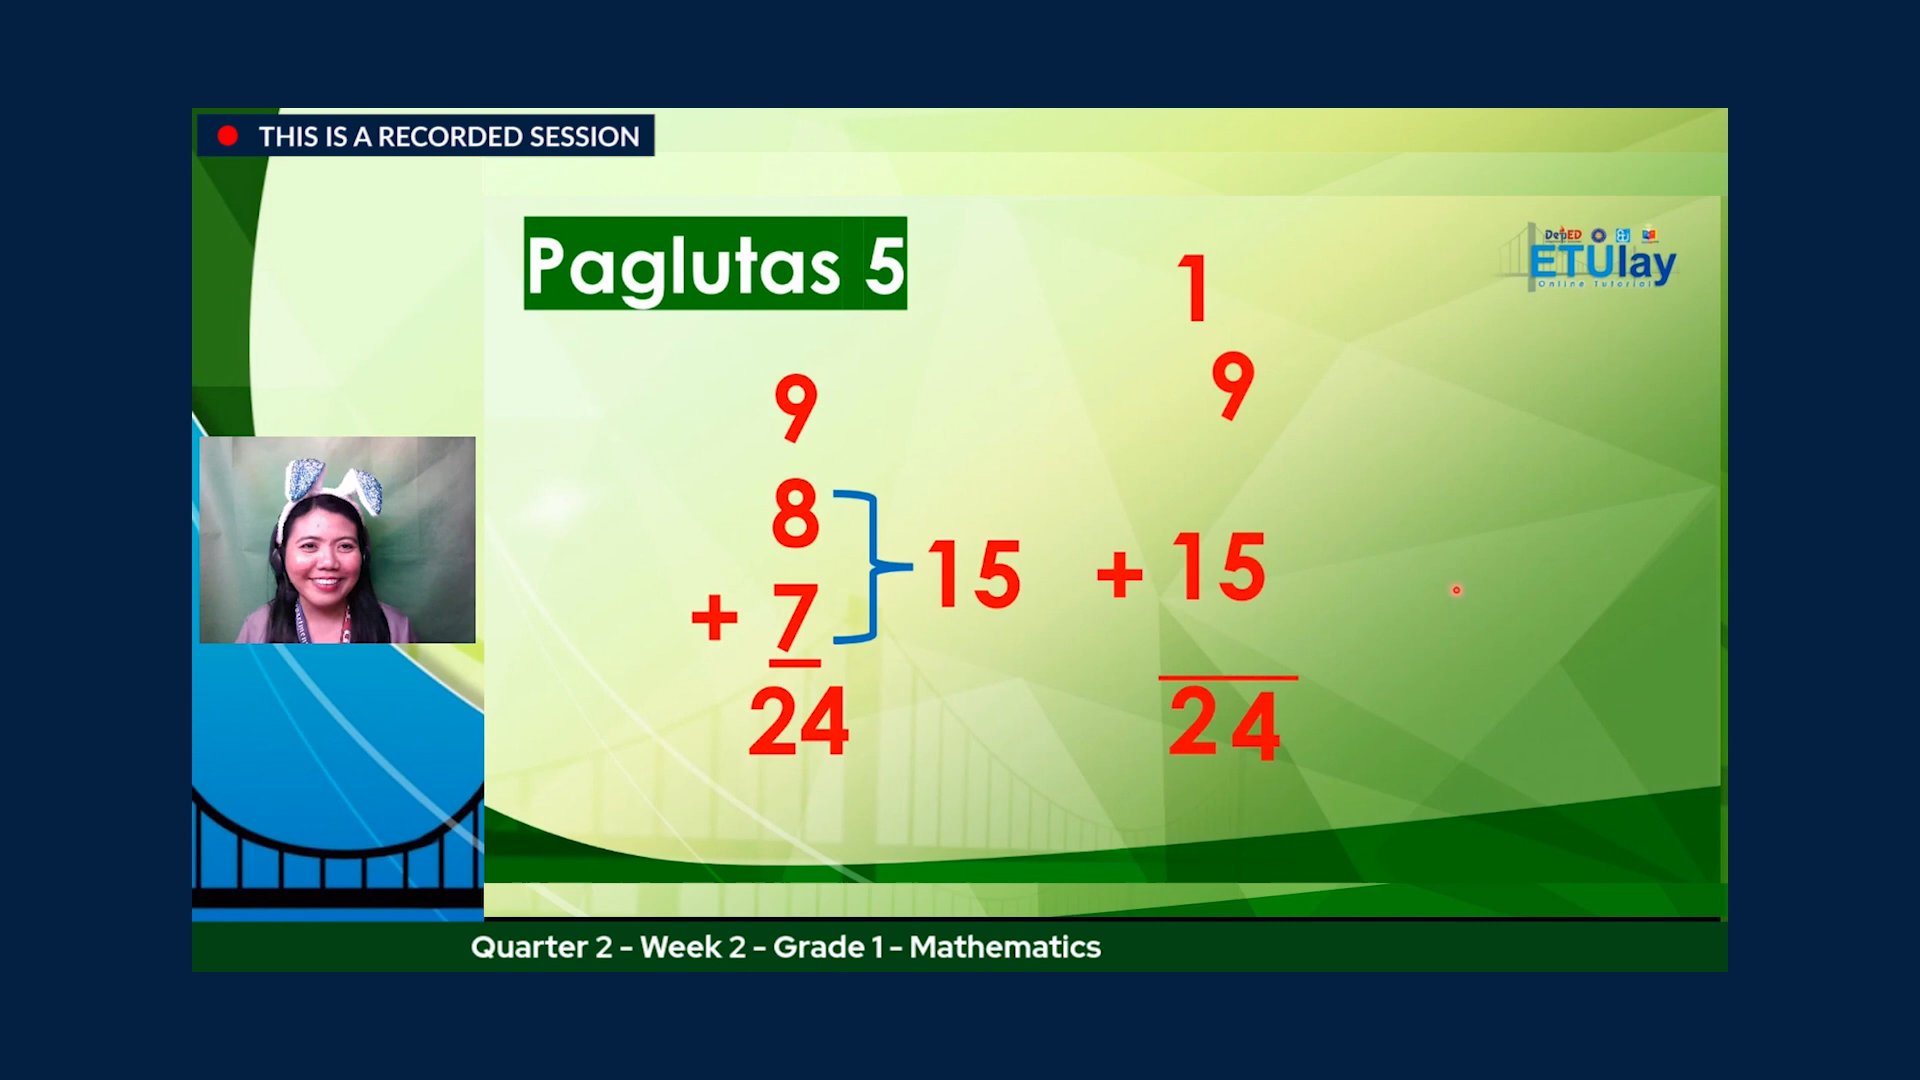 THIS IS A RECORDED SESSION
Paglutas 5
DepED
ETUlay
Online Tutorial
9
8
+ 7
24
15
1
9
+ 15
24
Quarter 2 - Week 2 - Grade 1 - Mathematics